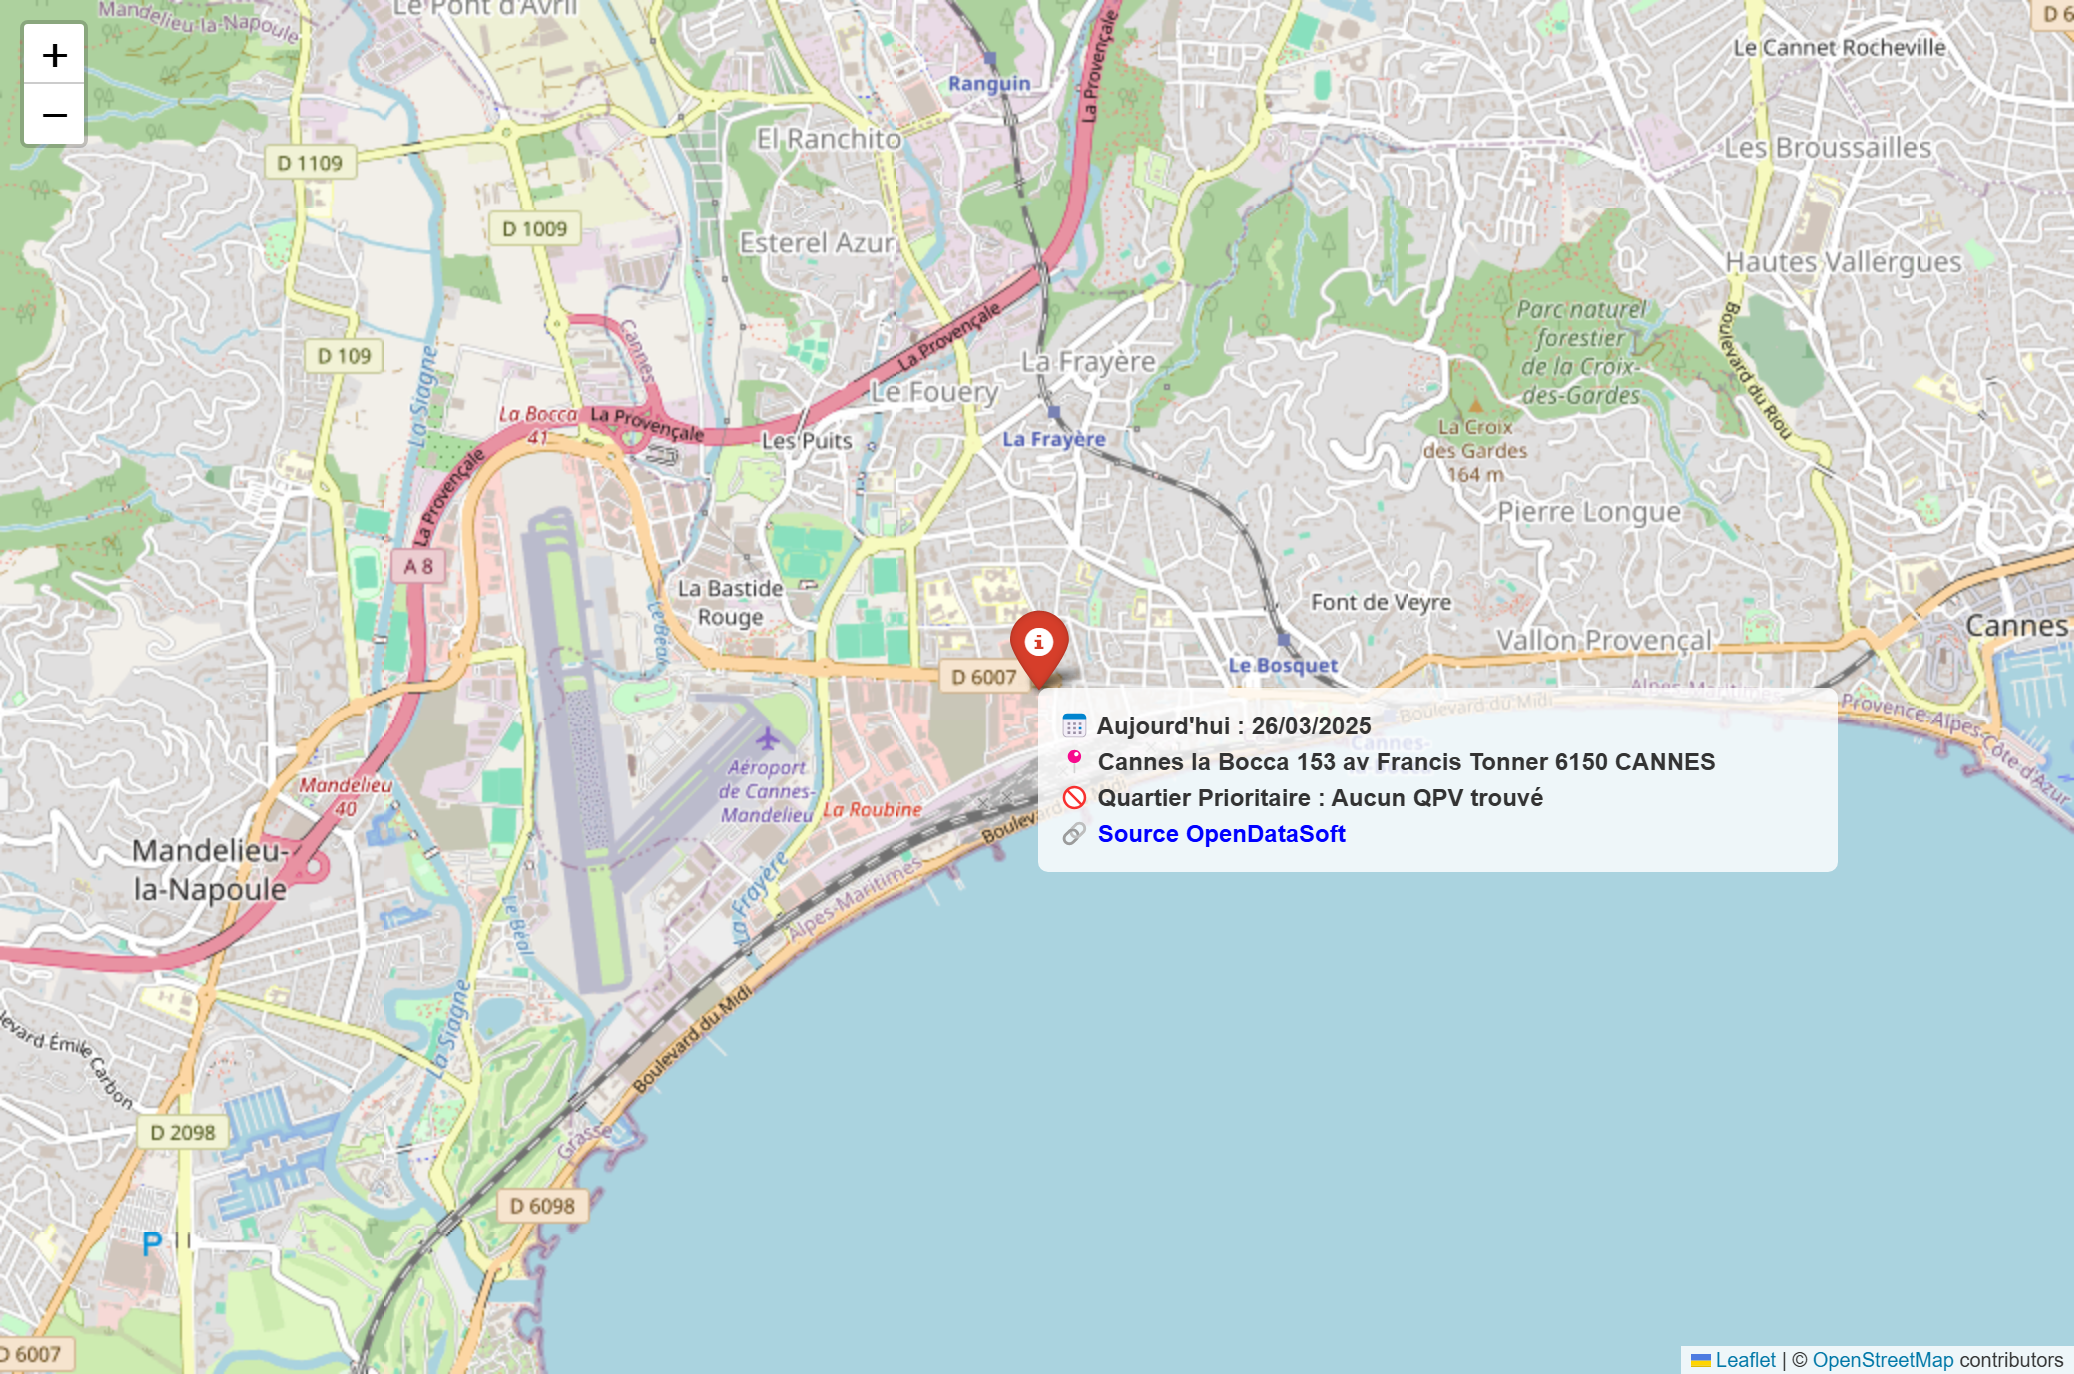 Le Pont d'Avril
Mandelieu-la-Napoule
+
−
D 1109
D 1009
D 109
Ranguin
El Ranchito
Esterel Azur
La Provençale
Le Cannet Rocheville
D 6
Les Broussailles
Hautes Vallergues
Parc naturel
forestier
de la Croix-
des-Gardes
Boulevard du Riou
La Provençale
La Frayère
Le Fouery
Cannes
La Siagne
La Bocca
41
La Provençale
Les Puits
La Frayère
La Croix
des Gardes
164 m
La Provençale
Pierre Longue
A 8
La Bastide
Rouge
Le Béal
Font de Veyre
Vallon Provençal
Cannes
Le Bosquet
D 6007
Alpes-Maritimes
Boulevard du Midi
Provence-Alpes-Côte d'Azur
Aujourd'hui : 26/03/2025
Cannes la Bocca 153 av Francis Tonner 6150 CANNES
Quartier Prioritaire : Aucun QPV trouvé
Source OpenDataSoft
Aéroport
de Cannes-
Mandelieu
La Roubine
Mandelieu
40
Mandelieu-
la-Napoule
La Frayère
Alpes-Maritimes
Le Béal
La Siagne
Boulevard du Midi
Grasse
D 2098
D 6098
P
D 6007
Leaflet | © OpenStreetMap contributors